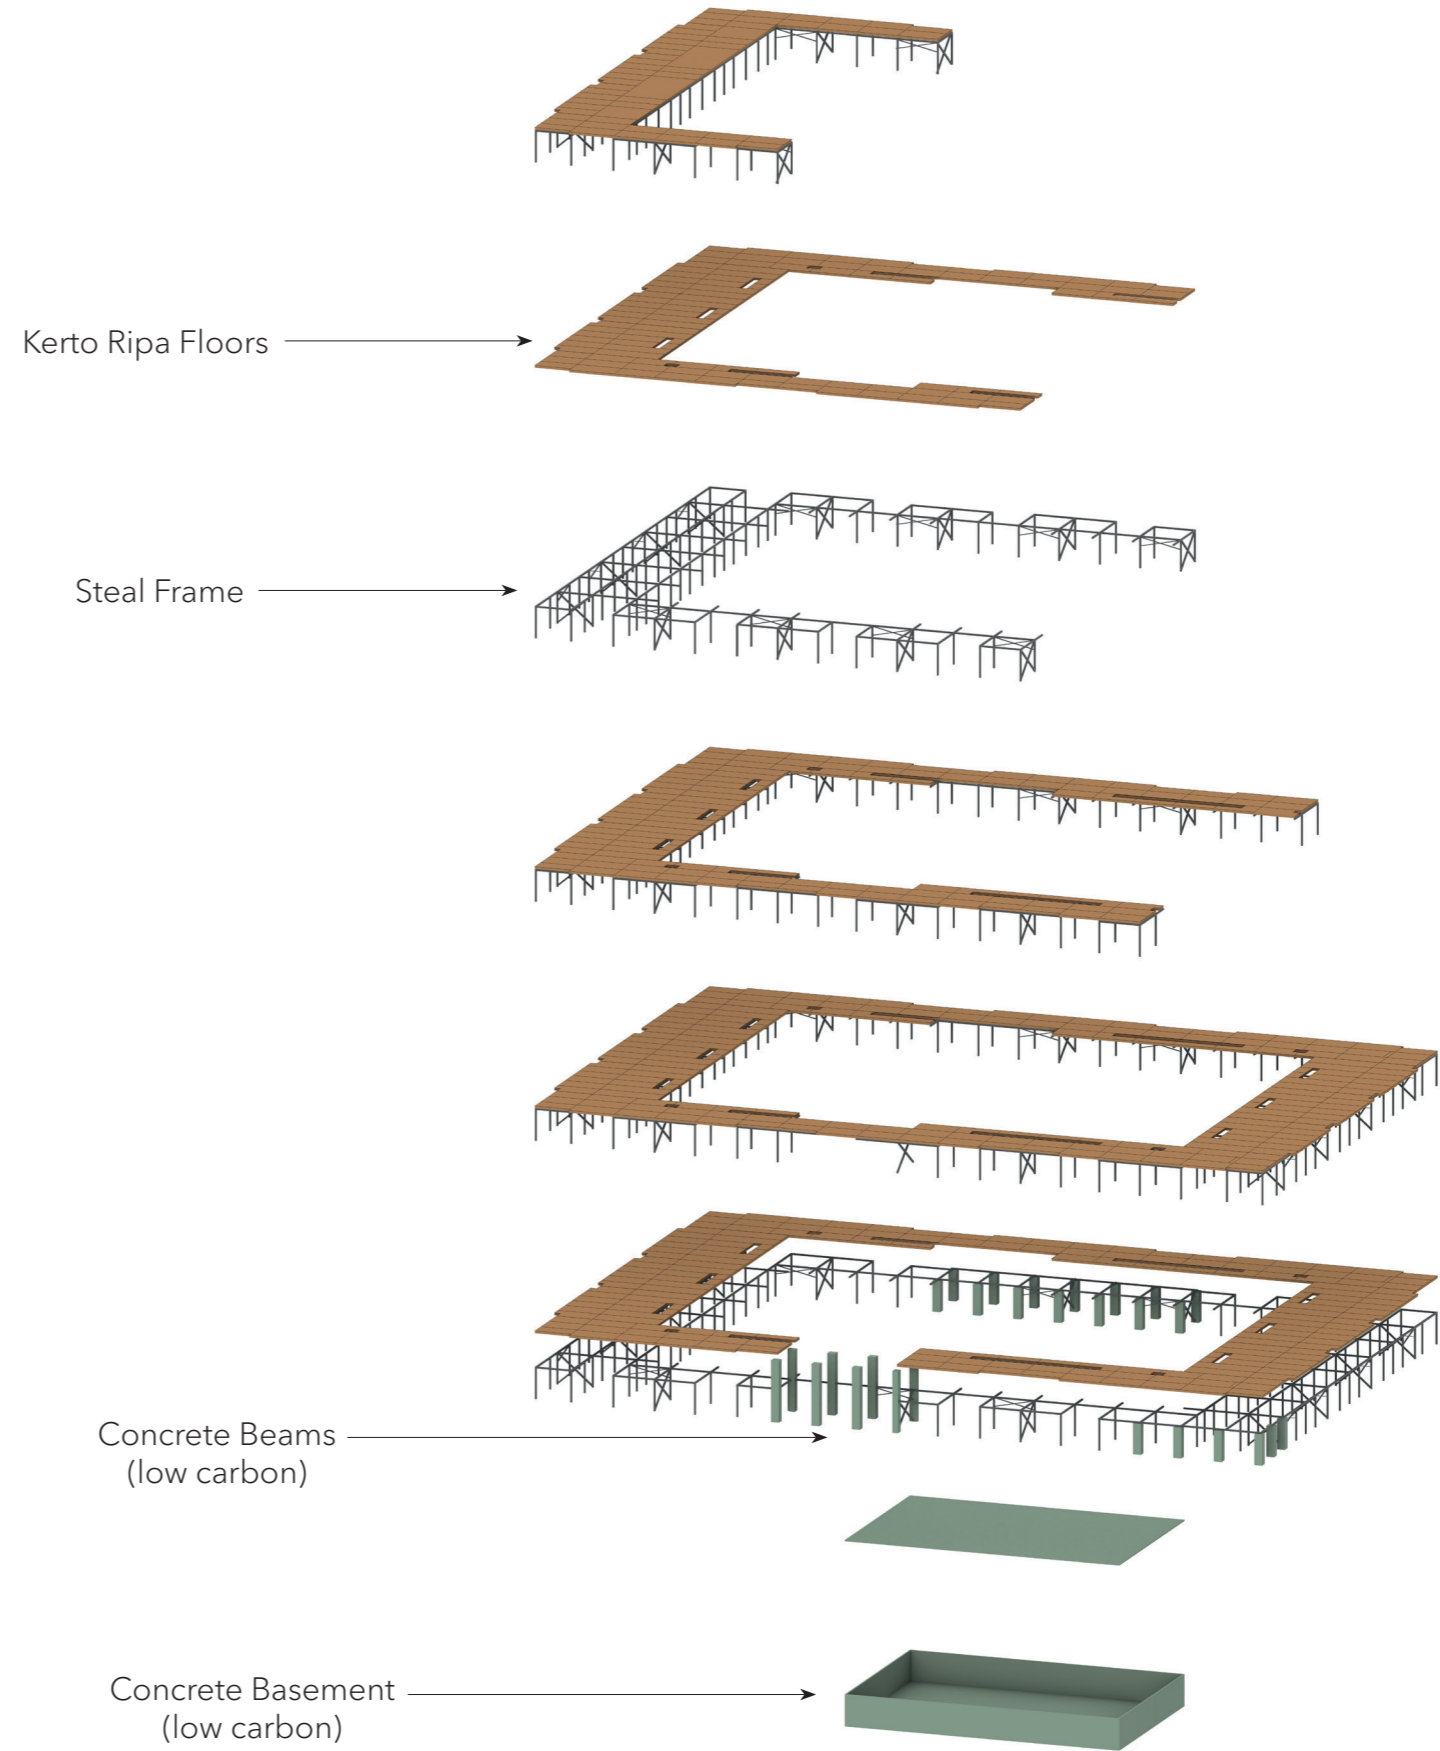 Kerto Ripa Floors
Steal Frame
Concrete Beams
(low carbon)
Concrete Basement
(low carbon)